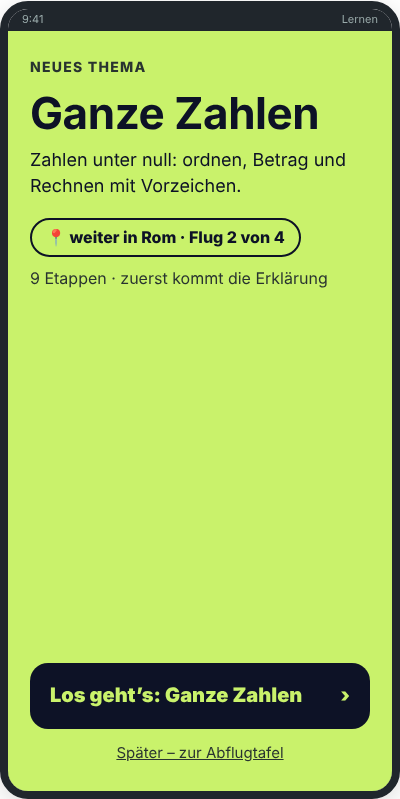 9:41 Lernen
NEUES THEMA
Ganze Zahlen
Zahlen unter null: ordnen, Betrag und
Rechnen mit Vorzeichen.
📍 weiter in Rom · Flug 2 von 4
9 Etappen · zuerst kommt die Erklärung
Los geht’s: Ganze Zahlen ›
Später – zur Abflugtafel